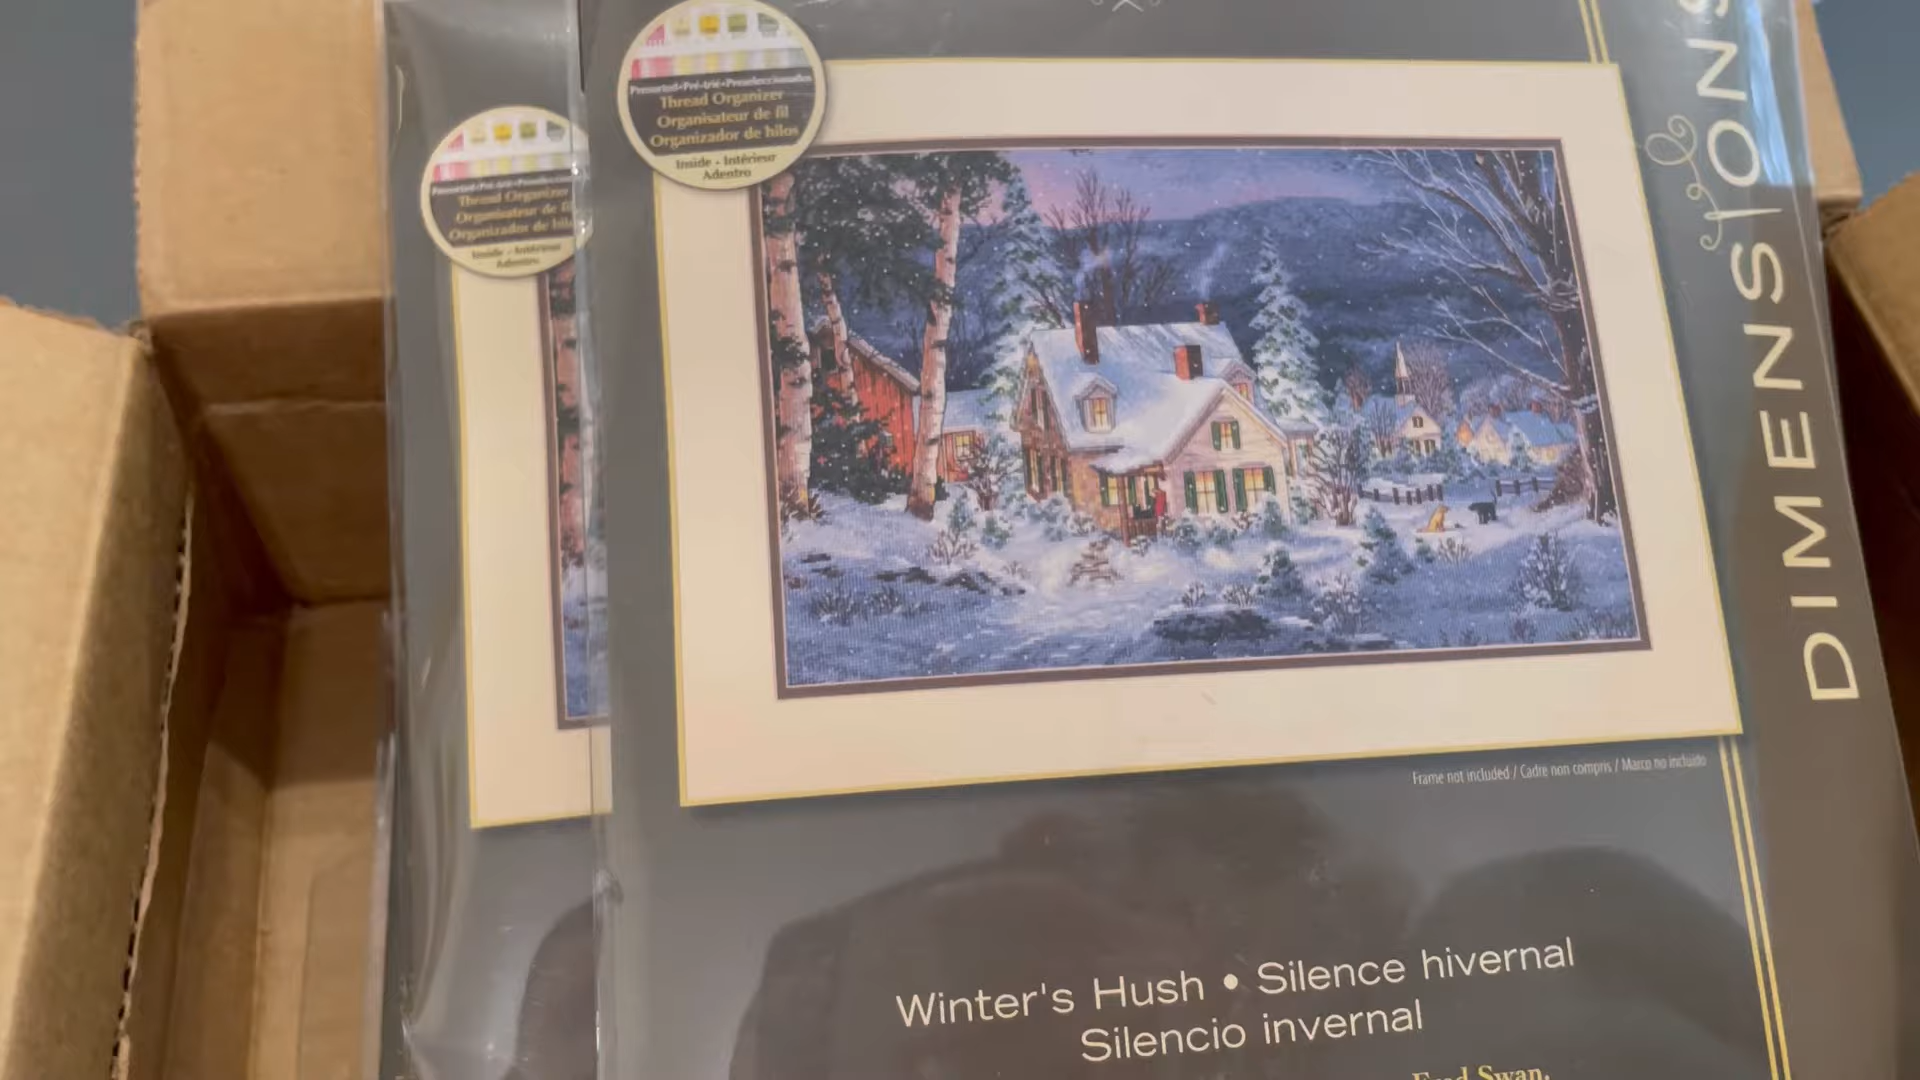 Presorted•Pré-trié•Preseleccionados
Thread Organizer
Organisateur de fil
Organizador de hilos
Inside - Intérieur
Adentro
Thread Organizer
Organisateur de
Organizador de
Inside - Intérieur
Adentro
DIMENSIONS
Frame not included / Cadre non compris / Marco no incluido
Winter's Hush • Silence hivernal
Silencio invernal
Fred Swan.